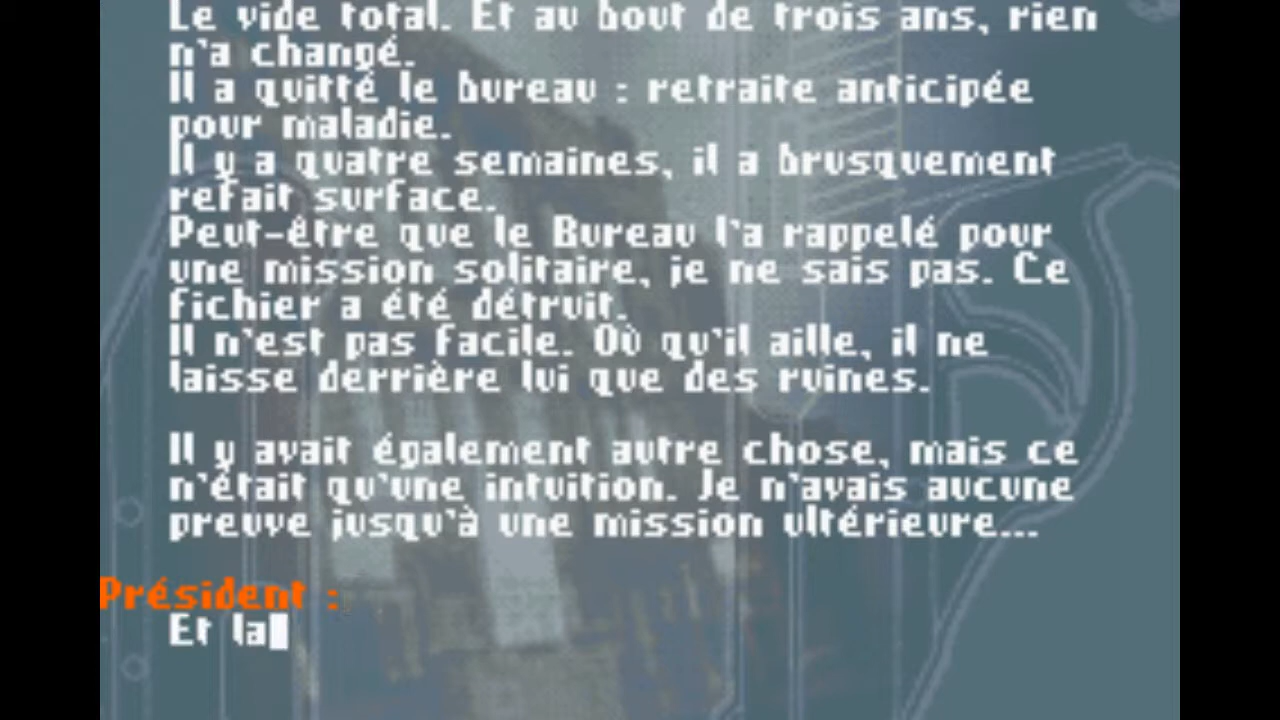 Le vide total. Et au bout de trois ans, rien
n'a changé.
Il a quitté le bureau : retraite anticipée
pour maladie.
Il y a quatre semaines, il a brusquement
refait surface.
Peut-être que le Bureau l'a rappelé pour
une mission solitaire, je ne sais pas. Ce
fichier a été détruit.
Il n'est pas facile. Où qu'il aille, il ne
laisse derrière lui que des ruines.
Il y avait également autre chose, mais ce
n'était qu'une intuition. Je n'avais aucune
preuve jusqu'à une mission ultérieure...
Président :
Et la